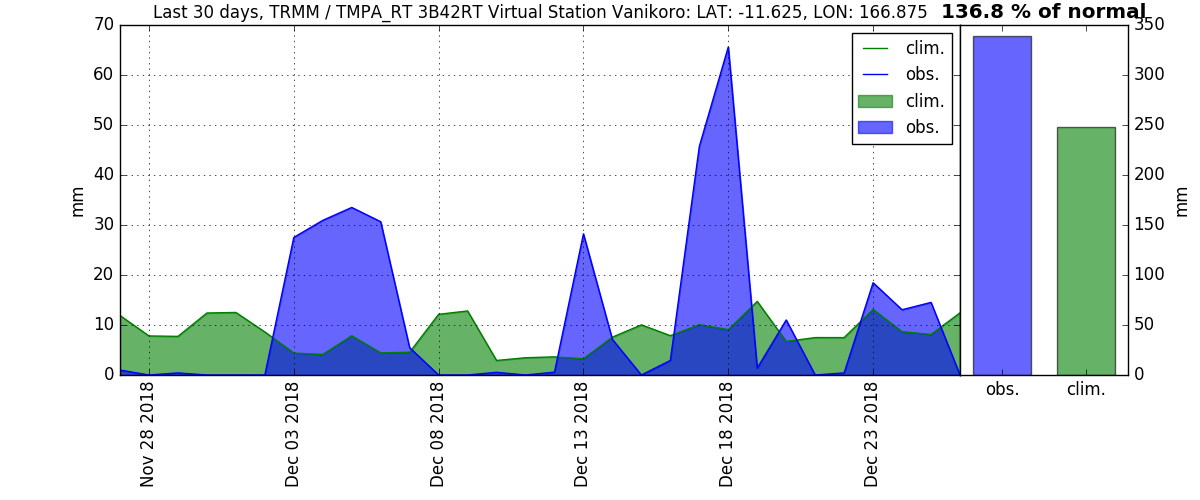 Last 30 days, TRMM / TMPA_RT 3B42RT Virtual Station Vanikoro: LAT: -11.625, LON: 166.875
136.8 % of normal
70
60
50
40
30
20
10
0
mm
clim.
obs.
clim.
obs.
Nov 28 2018
Dec 03 2018
Dec 08 2018
Dec 13 2018
Dec 18 2018
Dec 23 2018
350
300
250
200
150
100
50
0
mm
obs.
clim.